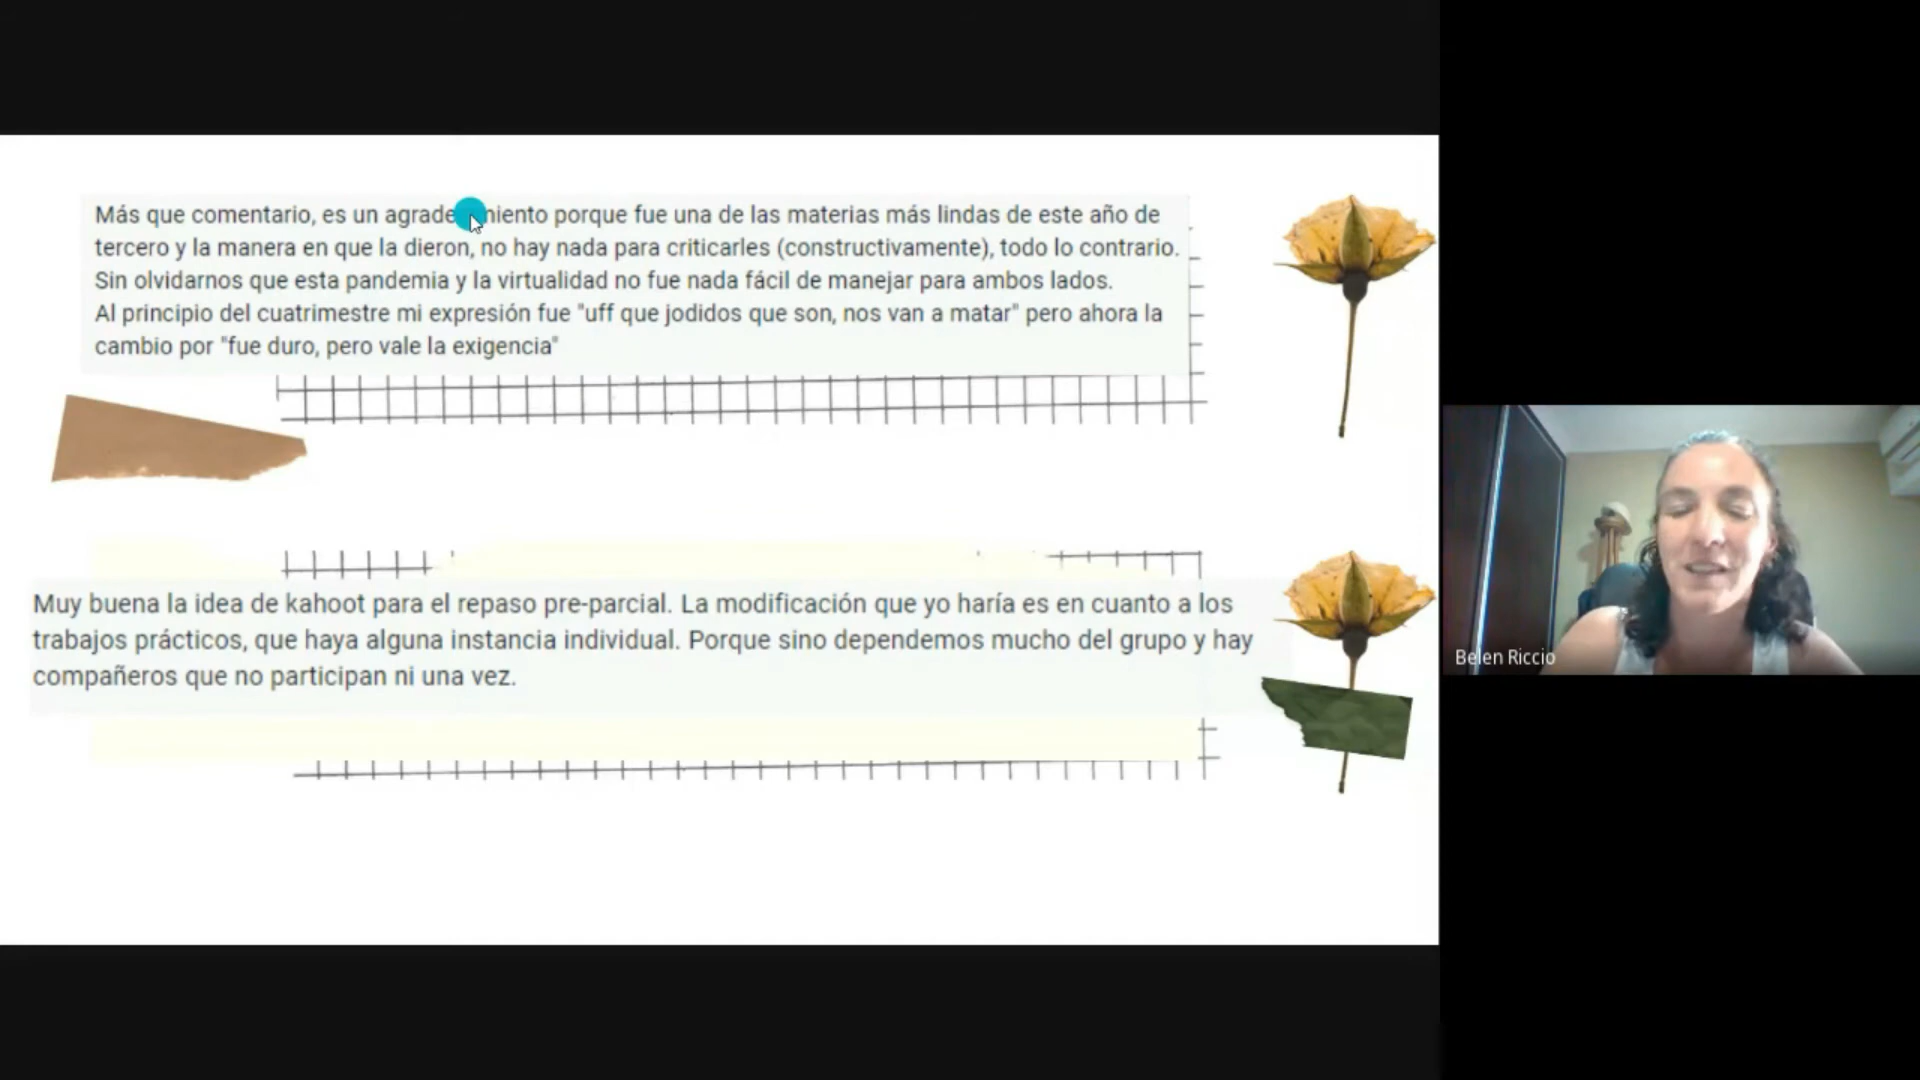 Más que comentario, es un agradecimiento porque fue una de las materias más lindas de este año de
tercero y la manera en que la dieron, no hay nada para criticarles (constructivamente), todo lo contrario.
Sin olvidarnos que esta pandemia y la virtualidad no fue nada fácil de manejar para ambos lados.
Al principio del cuatrimestre mi expresión fue "uff que jodidos que son, nos van a matar" pero ahora la
cambio por "fue duro, pero vale la exigencia"
Muy buena la idea de kahoot para el repaso pre-parcial. La modificación que yo haría es en cuanto a los
trabajos prácticos, que haya alguna instancia individual. Porque sino dependemos mucho del grupo y hay
compañeros que no participan ni una vez.
Belen Riccio